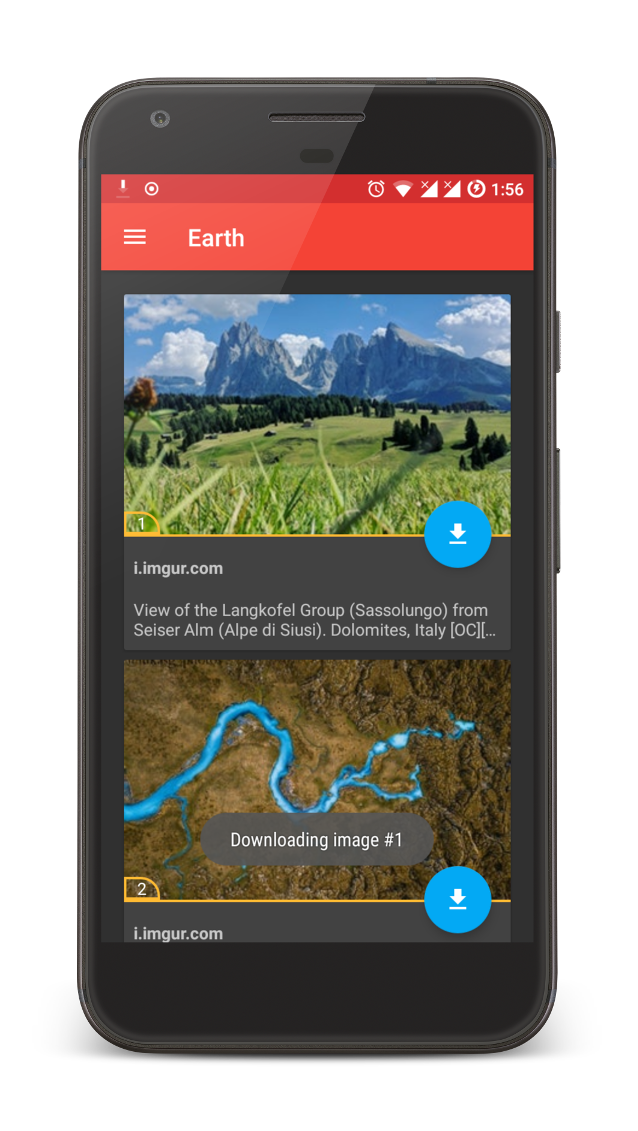 1:56
Earth
1
i.imgur.com
View of the Langkofel Group (Sassolungo) from
Seiser Alm (Alpe di Siusi). Dolomites, Italy [OC][…
Downloading image #1
2
i.imgur.com